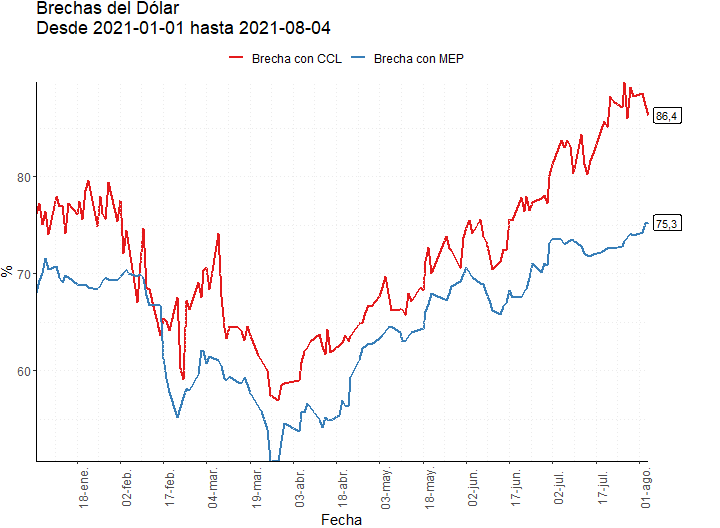 Brechas del Dólar
Desde 2021-01-01 hasta 2021-08-04
Brecha con CCL
Brecha con MEP
%
80
70
60
86,4
75,3
18-ene.
02-feb.
17-feb.
04-mar.
19-mar.
03-abr.
18-abr.
03-may.
18-may.
02-jun.
17-jun.
02-jul.
17-jul.
01-ago.
Fecha